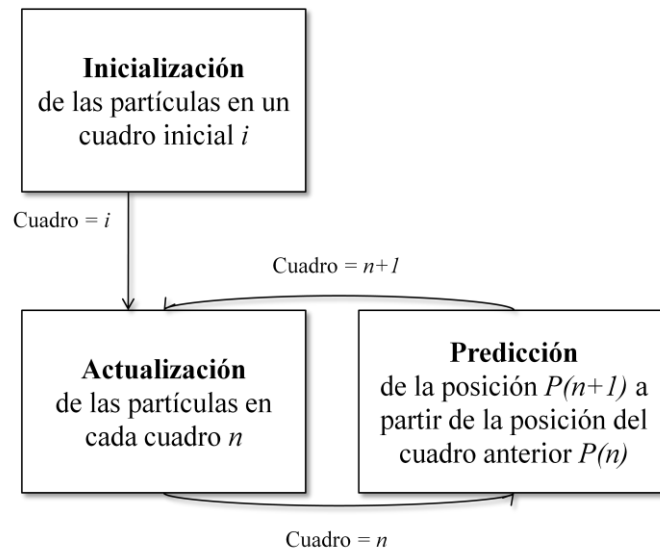 Inicialización
de las partículas en un
cuadro inicial i
Cuadro = i
Cuadro = n+1
Actualización
de las partículas en
cada cuadro n
Predicción
de la posición P(n+1) a
partir de la posición del
cuadro anterior P(n)
Cuadro = n